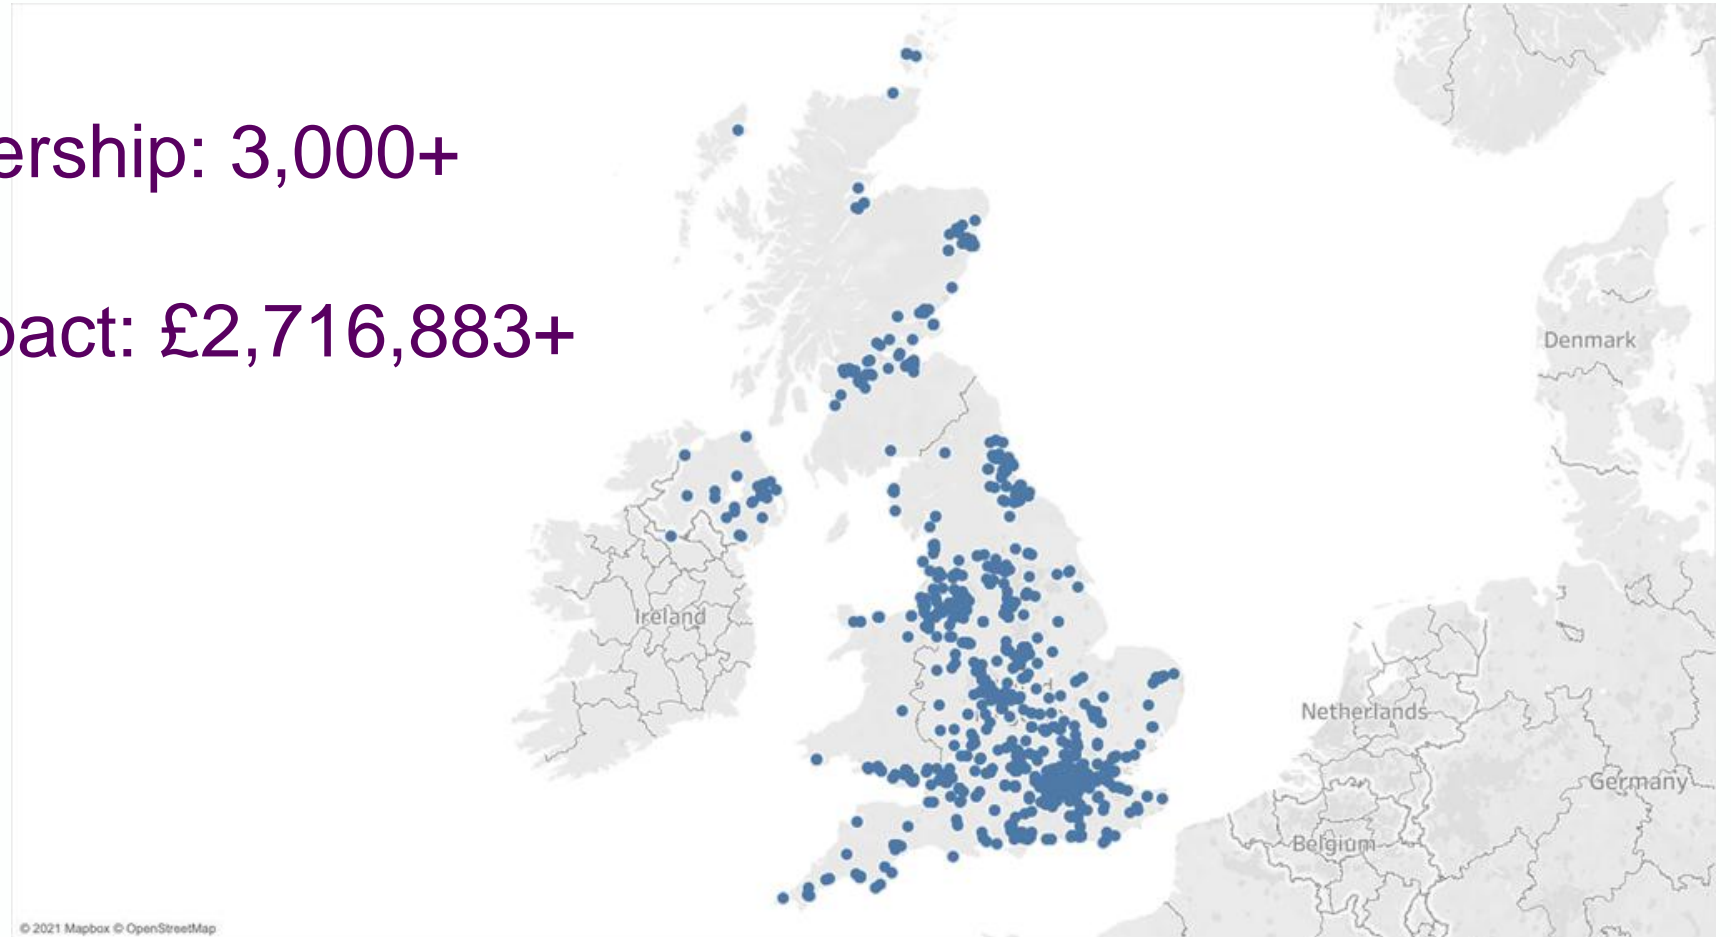 ership: 3,000+
pact: £2,716,883+
Denmark
Ireland
Netherlands
Germany
Belgium
© 2021 Mapbox © OpenStreetMap